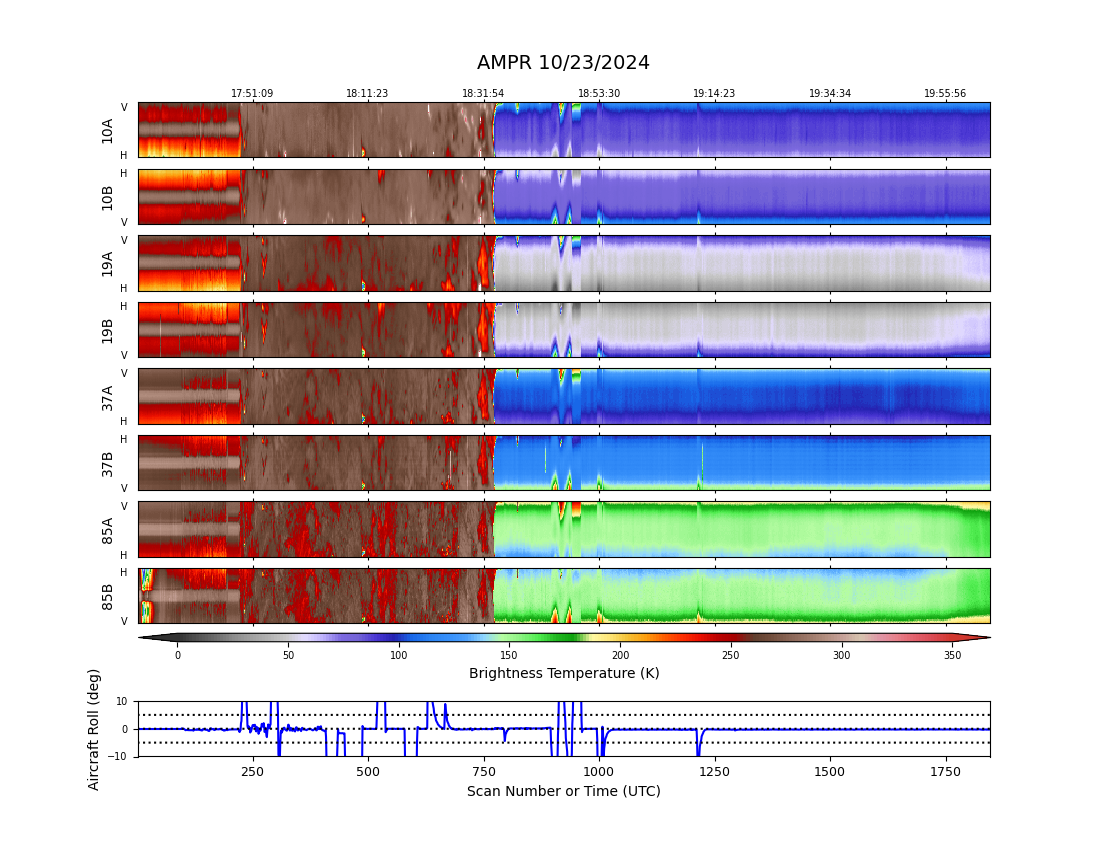 AMPR 10/23/2024
17:51:09 18:11:23 18:31:54 18:53:30 19:14:23 19:34:34 19:55:56
V
10A
H
H
10B
V
V
19A
H
H
19B
V
V
37A
H
H
37B
V
V
85A
H
H
85B
V
0 50 100 150 200 250 300 350
Brightness Temperature (K)
Aircraft Roll (deg)
10
0
−10
250 500 750 1000 1250 1500 1750
Scan Number or Time (UTC)